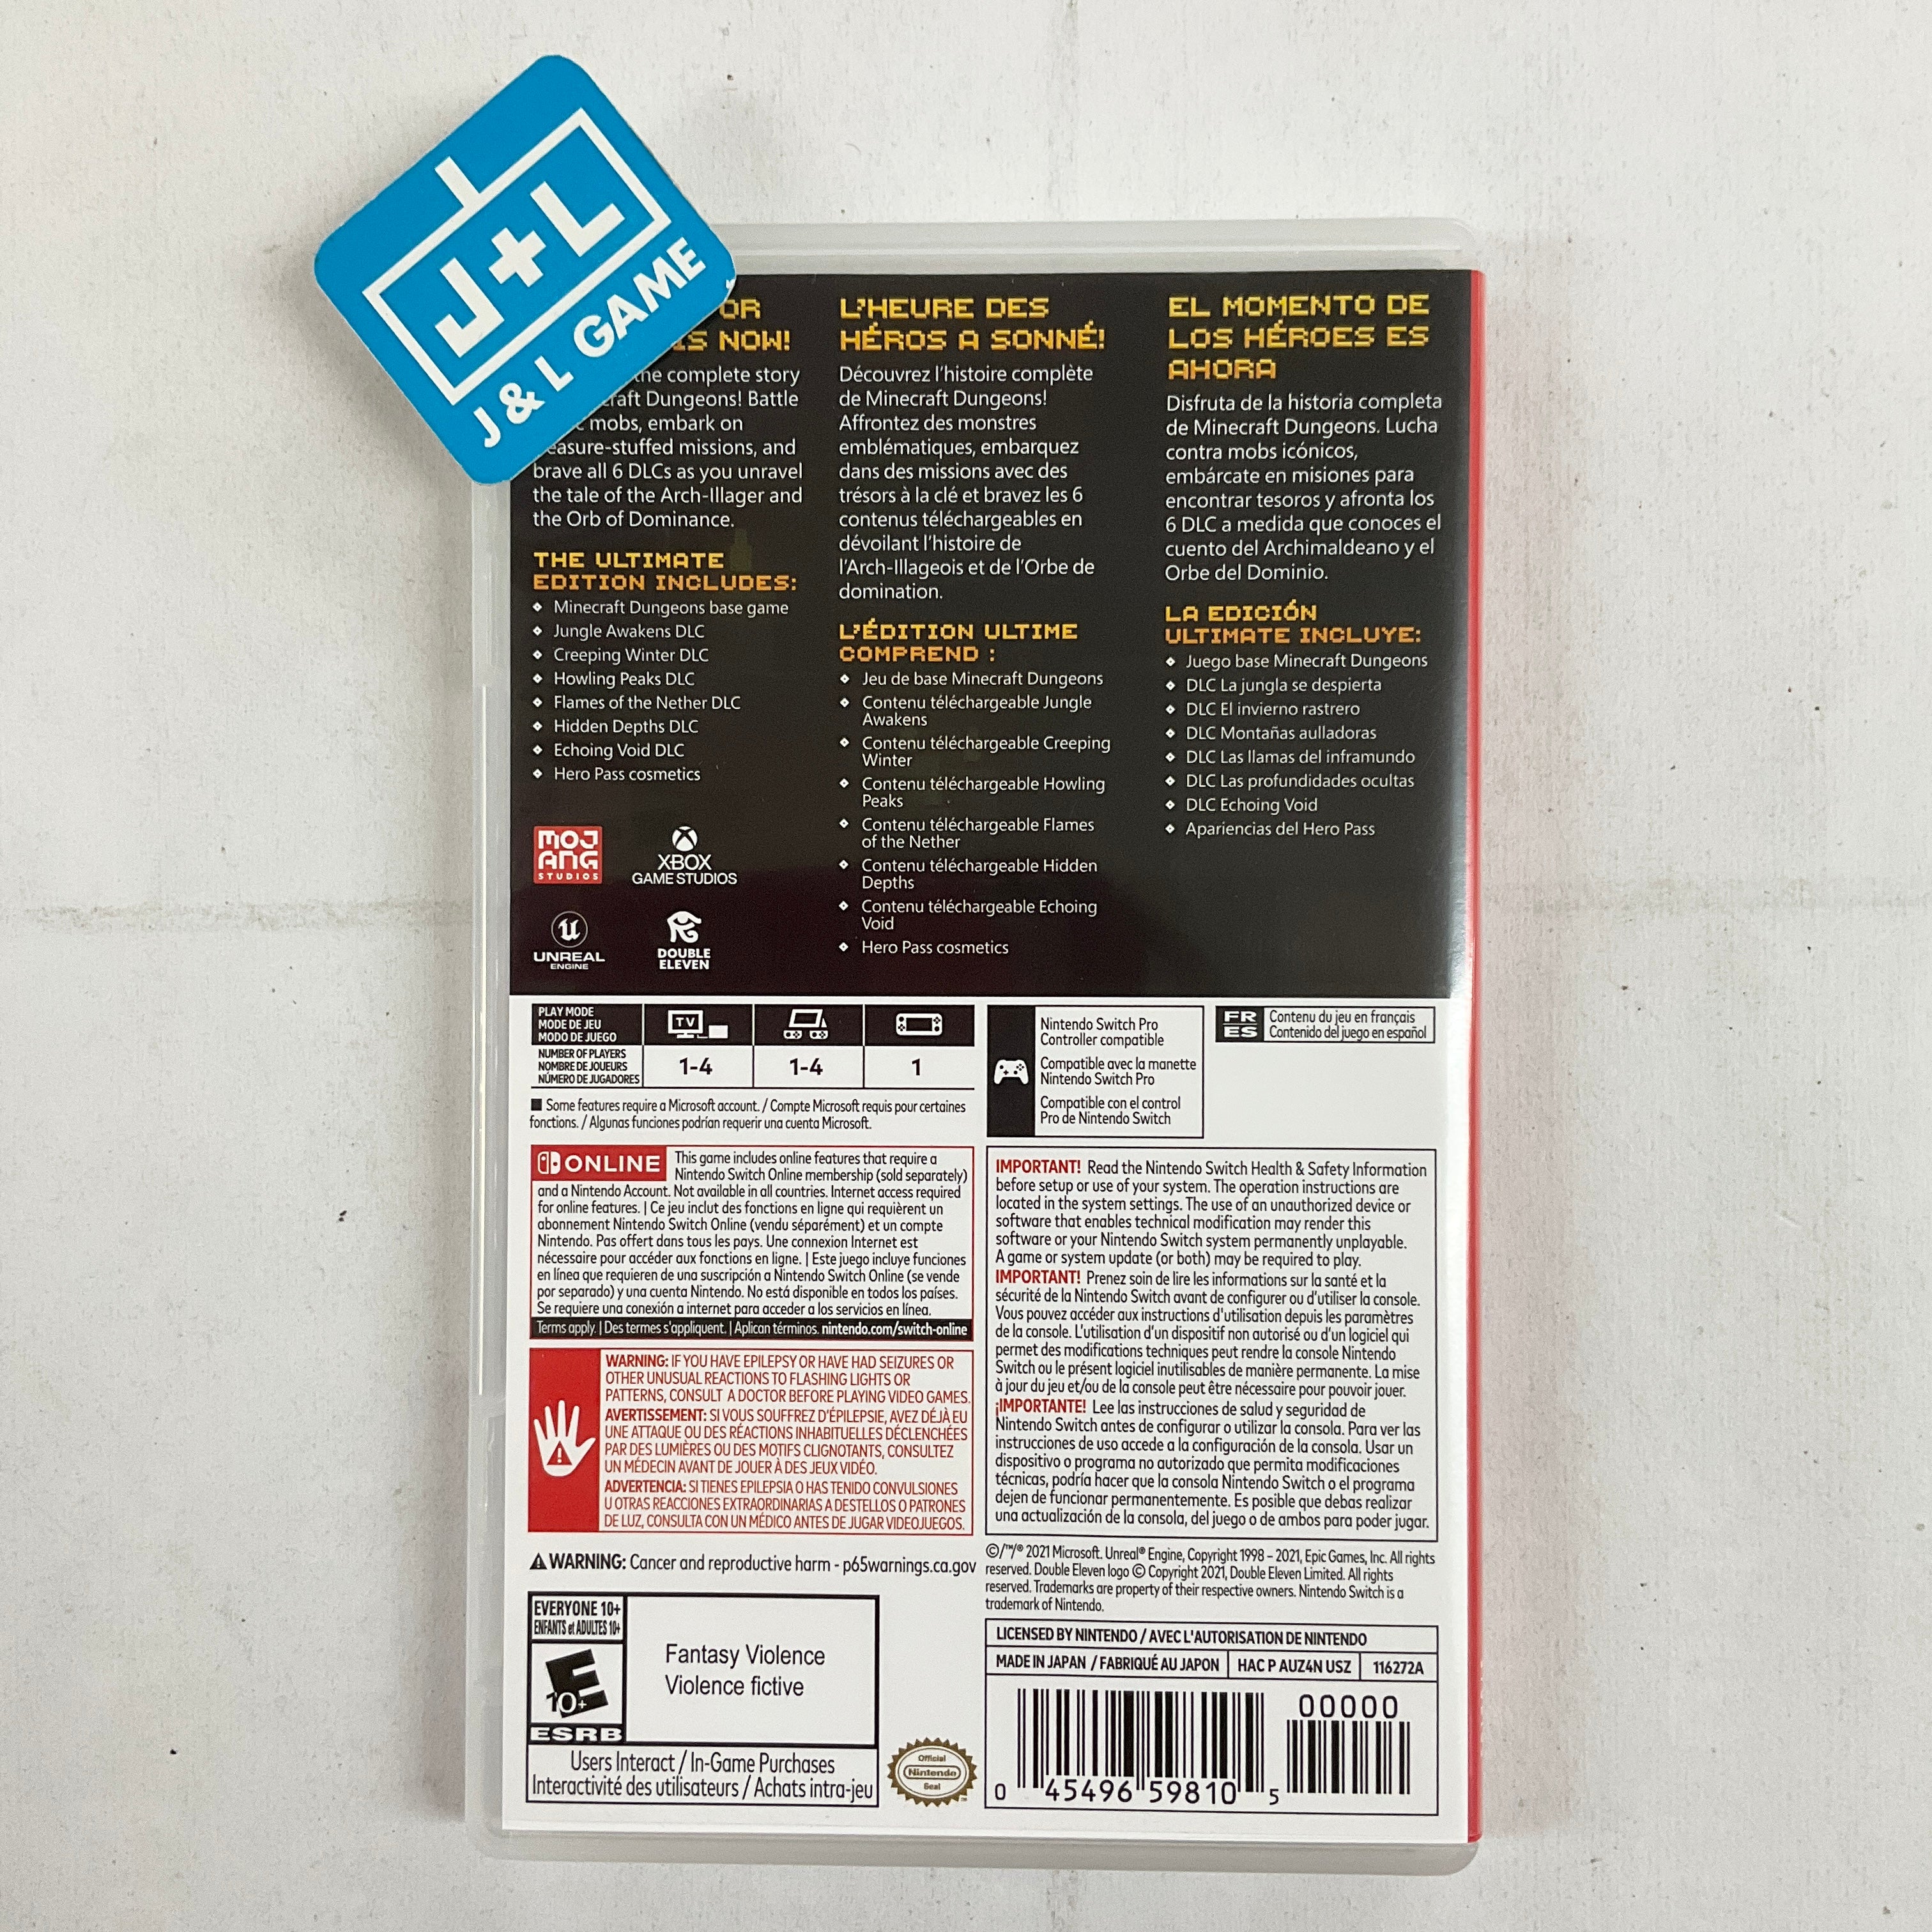 J+L
J & L GAME
OR
IS NOW!
the complete story
raft Dungeons! Battle
mobs, embark on
easure-stuffed missions, and
brave all 6 DLCs as you unravel
the tale of the Arch-Illager and
the Orb of Dominance.
THE ULTIMATE
EDITION INCLUDES:
Minecraft Dungeons base game
Jungle Awakens DLC
Creeping Winter DLC
Howling Peaks DLC
Flames of the Nether DLC
Hidden Depths DLC
Echoing Void DLC
Hero Pass cosmetics
MOJ
ANG
STUDIOS
XBOX
GAME STUDIOS
UNREAL
ENGINE
DOUBLE
ELEVEN
L'HEURE DES
HÉROS A SONNÉ!
Découvrez l'histoire complète
de Minecraft Dungeons!
Affrontez des monstres
emblématiques, embarquez
dans des missions avec des
trésors à la clé et bravez les 6
contenus téléchargeables en
dévoilant l'histoire de
l'Arch-Illageois et de l'Orbe de
domination.
L'ÉDITION ULTIME
COMPREND :
Jeu de base Minecraft Dungeons
Contenu téléchargeable Jungle
Awakens
Contenu téléchargeable Creeping
Winter
Contenu téléchargeable Howling
Peaks
Contenu téléchargeable Flames
of the Nether
Contenu téléchargeable Hidden
Depths
Contenu téléchargeable Echoing
Void
Hero Pass cosmetics
EL MOMENTO DE
LOS HÉROES ES
AHORA
Disfruta de la historia completa
de Minecraft Dungeons. Lucha
contra mobs icónicos,
embárcate en misiones para
encontrar tesoros y afronta los
6 DLC a medida que conoces el
cuento del Archimaldeano y el
Orbe del Dominio.
LA EDICIÓN
ULTIMATE INCLUYE:
Juego base Minecraft Dungeons
DLC La jungla se despierta
DLC El invierno rastrero
DLC Montañas aulladoras
DLC Las llamas del inframundo
DLC Las profundidades ocultas
DLC Echoing Void
Apariencias del Hero Pass
PLAY MODE
MODE DE JEU
MODO DE JUEGO
TV
NUMBER OF PLAYERS
NOMBRE DE JOUEURS
NÚMERO DE JUGADORES
1-4
1-4
1
Some features require a Microsoft account. / Compte Microsoft requis pour certaines
fonctions. / Algunas funciones podrían requerir una cuenta Microsoft.
Nintendo Switch Pro
Controller compatible
Compatible avec la manette
Nintendo Switch Pro
Compatible con el control
Pro de Nintendo Switch
FR
ES
Contenu du jeu en français
Contenido del juego en español
ONLINE
This game includes online features that require a
Nintendo Switch Online membership (sold separately)
and a Nintendo Account. Not available in all countries. Internet access required
for online features. | Ce jeu inclut des fonctions en ligne qui requièrent un
abonnement Nintendo Switch Online (vendu séparément) et un compte
Nintendo. Pas offert dans tous les pays. Une connexion Internet est
nécessaire pour accéder aux fonctions en ligne. | Este juego incluye funciones
en línea que requieren de una suscripción a Nintendo Switch Online (se vende
por separado) y una cuenta Nintendo. No está disponible en todos los países.
Se requiere una conexión a internet para acceder a los servicios en línea.
Terms apply. | Des termes s'appliquent. | Aplican términos. nintendo.com/switch-online
WARNING: IF YOU HAVE EPILEPSY OR HAVE HAD SEIZURES OR
OTHER UNUSUAL REACTIONS TO FLASHING LIGHTS OR
PATTERNS, CONSULT A DOCTOR BEFORE PLAYING VIDEO GAMES.
AVERTISSEMENT: SI VOUS SOUFFREZ D'ÉPILEPSIE, AVEZ DÉJÀ EU
UNE ATTAQUE OU DES RÉACTIONS INHABITUELLES DÉCLENCHÉES
PAR DES LUMIÈRES OU DES MOTIFS CLIGNOTANTS, CONSULTEZ
UN MÉDECIN AVANT DE JOUER À DES JEUX VIDÉO.
ADVERTENCIA: SI TIENES EPILEPSIA O HAS TENIDO CONVULSIONES
U OTRAS REACCIONES EXTRAORDINARIAS A DESTELLOS O PATRONES
DE LUZ, CONSULTA CON UN MÉDICO ANTES DE JUGAR VIDEOJUEGOS.
IMPORTANT! Read the Nintendo Switch Health & Safety Information
before setup or use of your system. The operation instructions are
located in the system settings. The use of an unauthorized device or
software that enables technical modification may render this
software or your Nintendo Switch system permanently unplayable.
A game or system update (or both) may be required to play.
IMPORTANT! Prenez soin de lire les informations sur la santé et la
sécurité de la Nintendo Switch avant de configurer ou d'utiliser la console.
Vous pouvez accéder aux instructions d'utilisation depuis les paramètres
de la console. L'utilisation d'un dispositif non autorisé ou d'un logiciel qui
permet des modifications techniques peut rendre la console Nintendo
Switch ou le présent logiciel inutilisables de manière permanente. La mise
à jour du jeu et/ou de la console peut être nécessaire pour pouvoir jouer.
¡IMPORTANTE! Lee las instrucciones de salud y seguridad de
Nintendo Switch antes de configurar o utilizar la consola. Para ver las
instrucciones de uso accede a la configuración de la consola. Usar un
dispositivo o programa no autorizado que permita modificaciones
técnicas, podría hacer que la consola Nintendo Switch o el programa
dejen de funcionar permanentemente. Es posible que debas realizar
una actualización de la consola, del juego o de ambos para poder jugar.
WARNING: Cancer and reproductive harm - p65warnings.ca.gov
©/™/® 2021 Microsoft. Unreal® Engine, Copyright 1998 – 2021, Epic Games, Inc. All rights
reserved. Double Eleven logo © Copyright 2021, Double Eleven Limited. All rights
reserved. Trademarks are property of their respective owners. Nintendo Switch is a
trademark of Nintendo.
EVERYONE 10+
ENFANTS et ADULTES 10+
E
10+
ESRB
Fantasy Violence
Violence fictive
Users Interact / In-Game Purchases
Interactivité des utilisateurs / Achats intra-jeu
Official
Nintendo
Seal
LICENSED BY NINTENDO / AVEC L'AUTORISATION DE NINTENDO
MADE IN JAPAN / FABRIQUÉ AU JAPON
HAC P AUZ4N USZ
116272A
00000
0 45496 59810 5